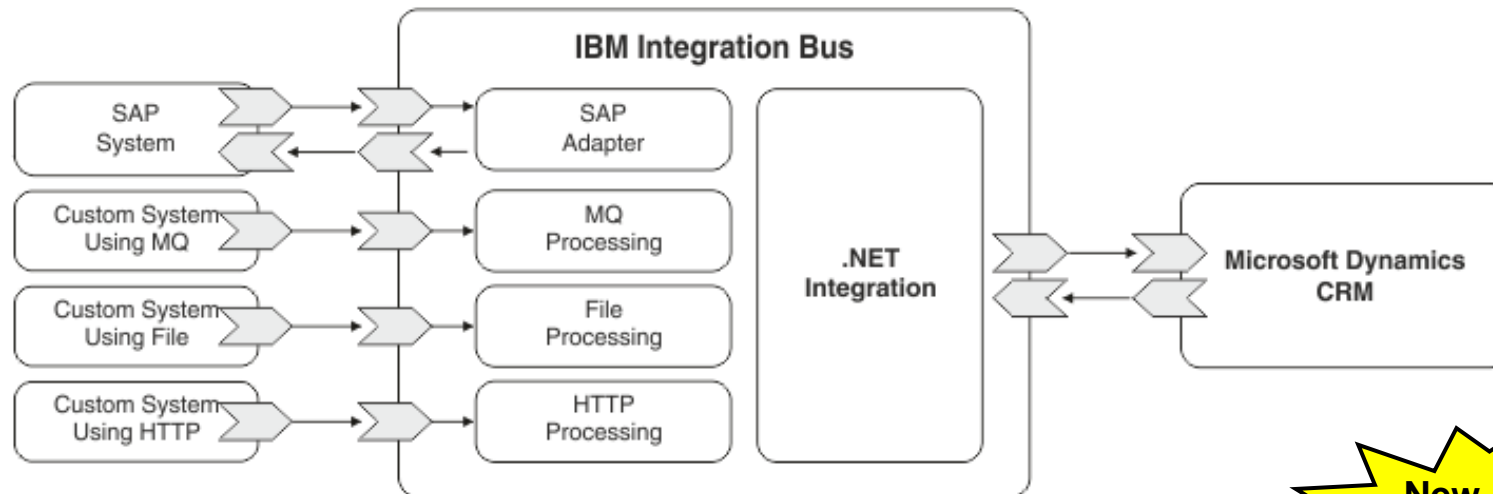 IBM Integration Bus
SAP
System
SAP
Adapter
Custom System
Using MQ
MQ
Processing
Custom System
Using File
File
Processing
Custom System
Using HTTP
HTTP
Processing
.NET
Integration
Microsoft Dynamics
CRM
New